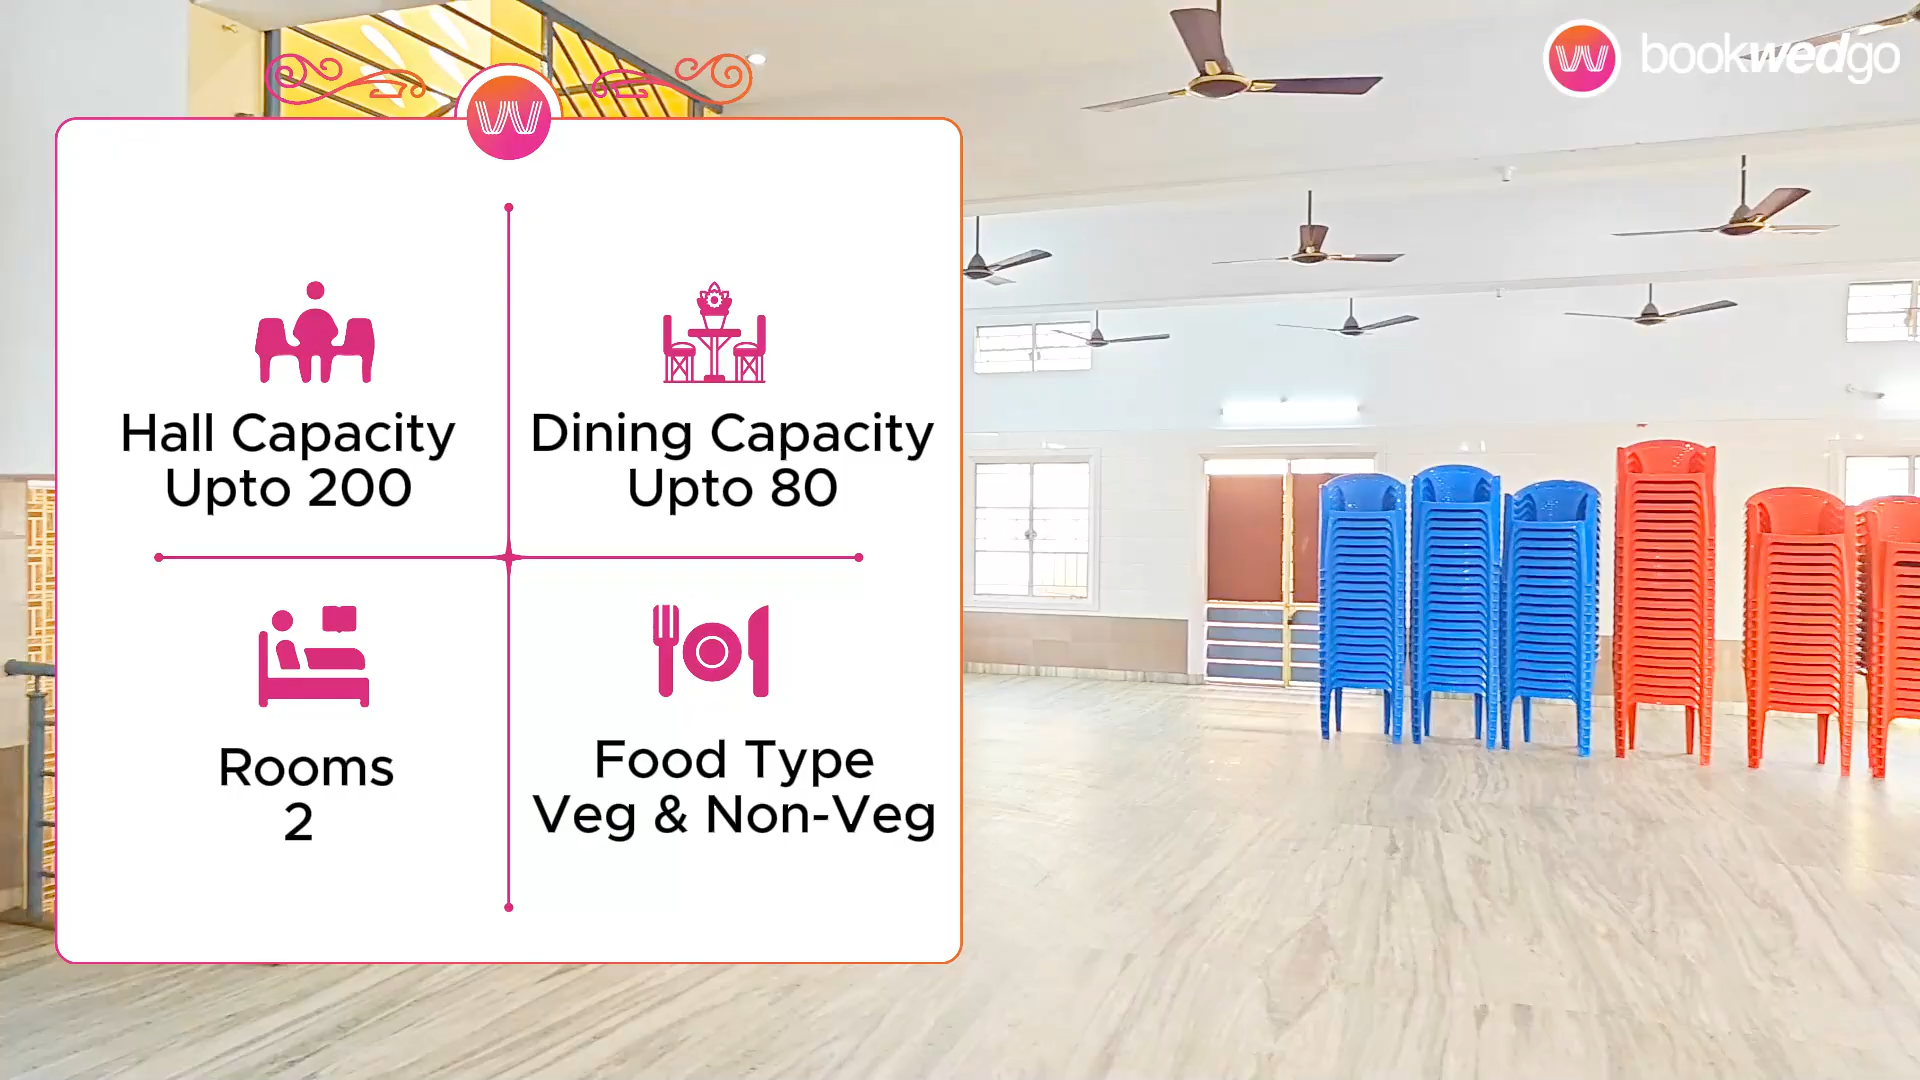 bookwedgo
Hall Capacity
Upto 200
Dining Capacity
Upto 80
Rooms
2
Food Type
Veg & Non-Veg